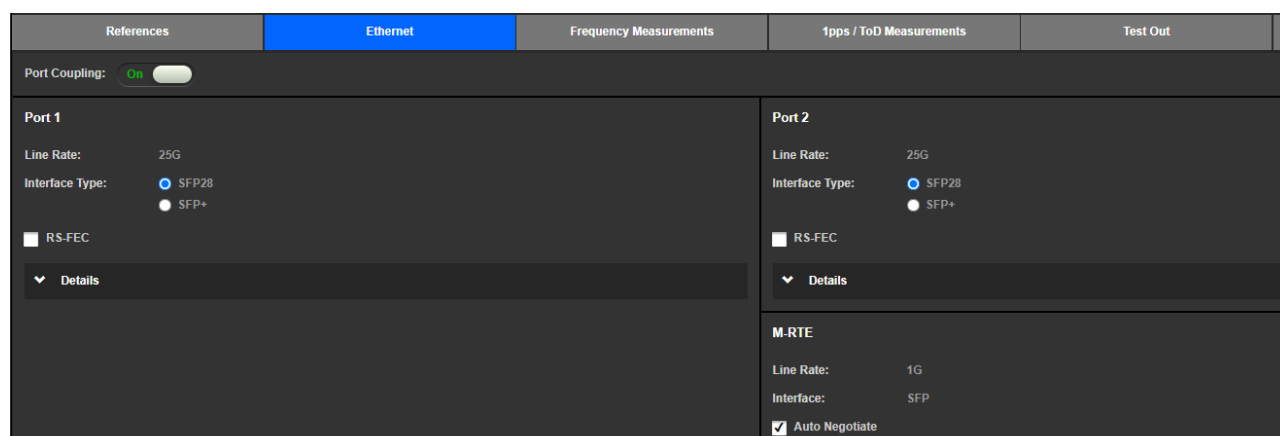 References Ethernet Frequency Measurements 1pps / ToD Measurements Test Out
Port Coupling: On
Port 1
Line Rate: 25G
Interface Type: SFP28
SFP+
RS-FEC
Details
Port 2
Line Rate: 25G
Interface Type: SFP28
SFP+
RS-FEC
Details
M-RTE
Line Rate: 1G
Interface: SFP
Auto Negotiate